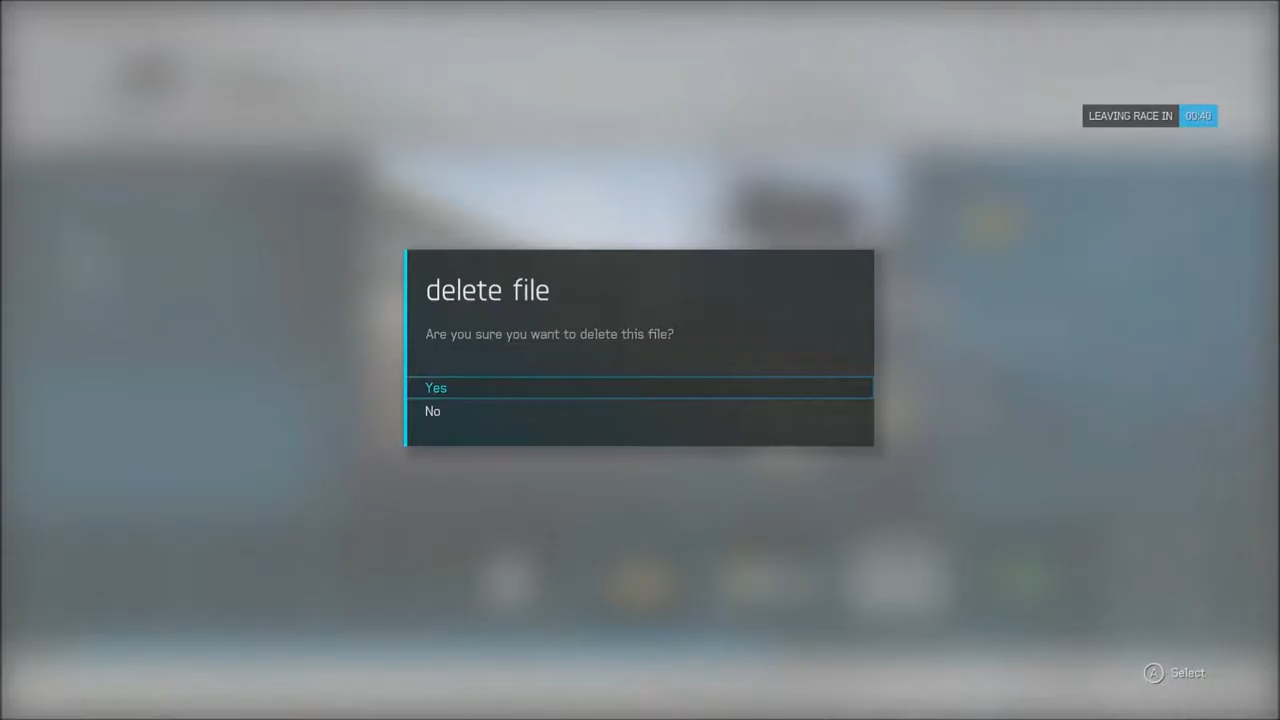 LEAVING RACE IN 00:40
delete file
Are you sure you want to delete this file?
Yes
No
A Select